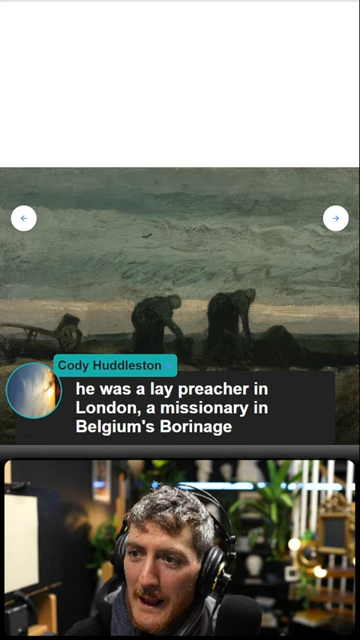 Cody Huddleston
he was a lay preacher in
London, a missionary in
Belgium's Borinage